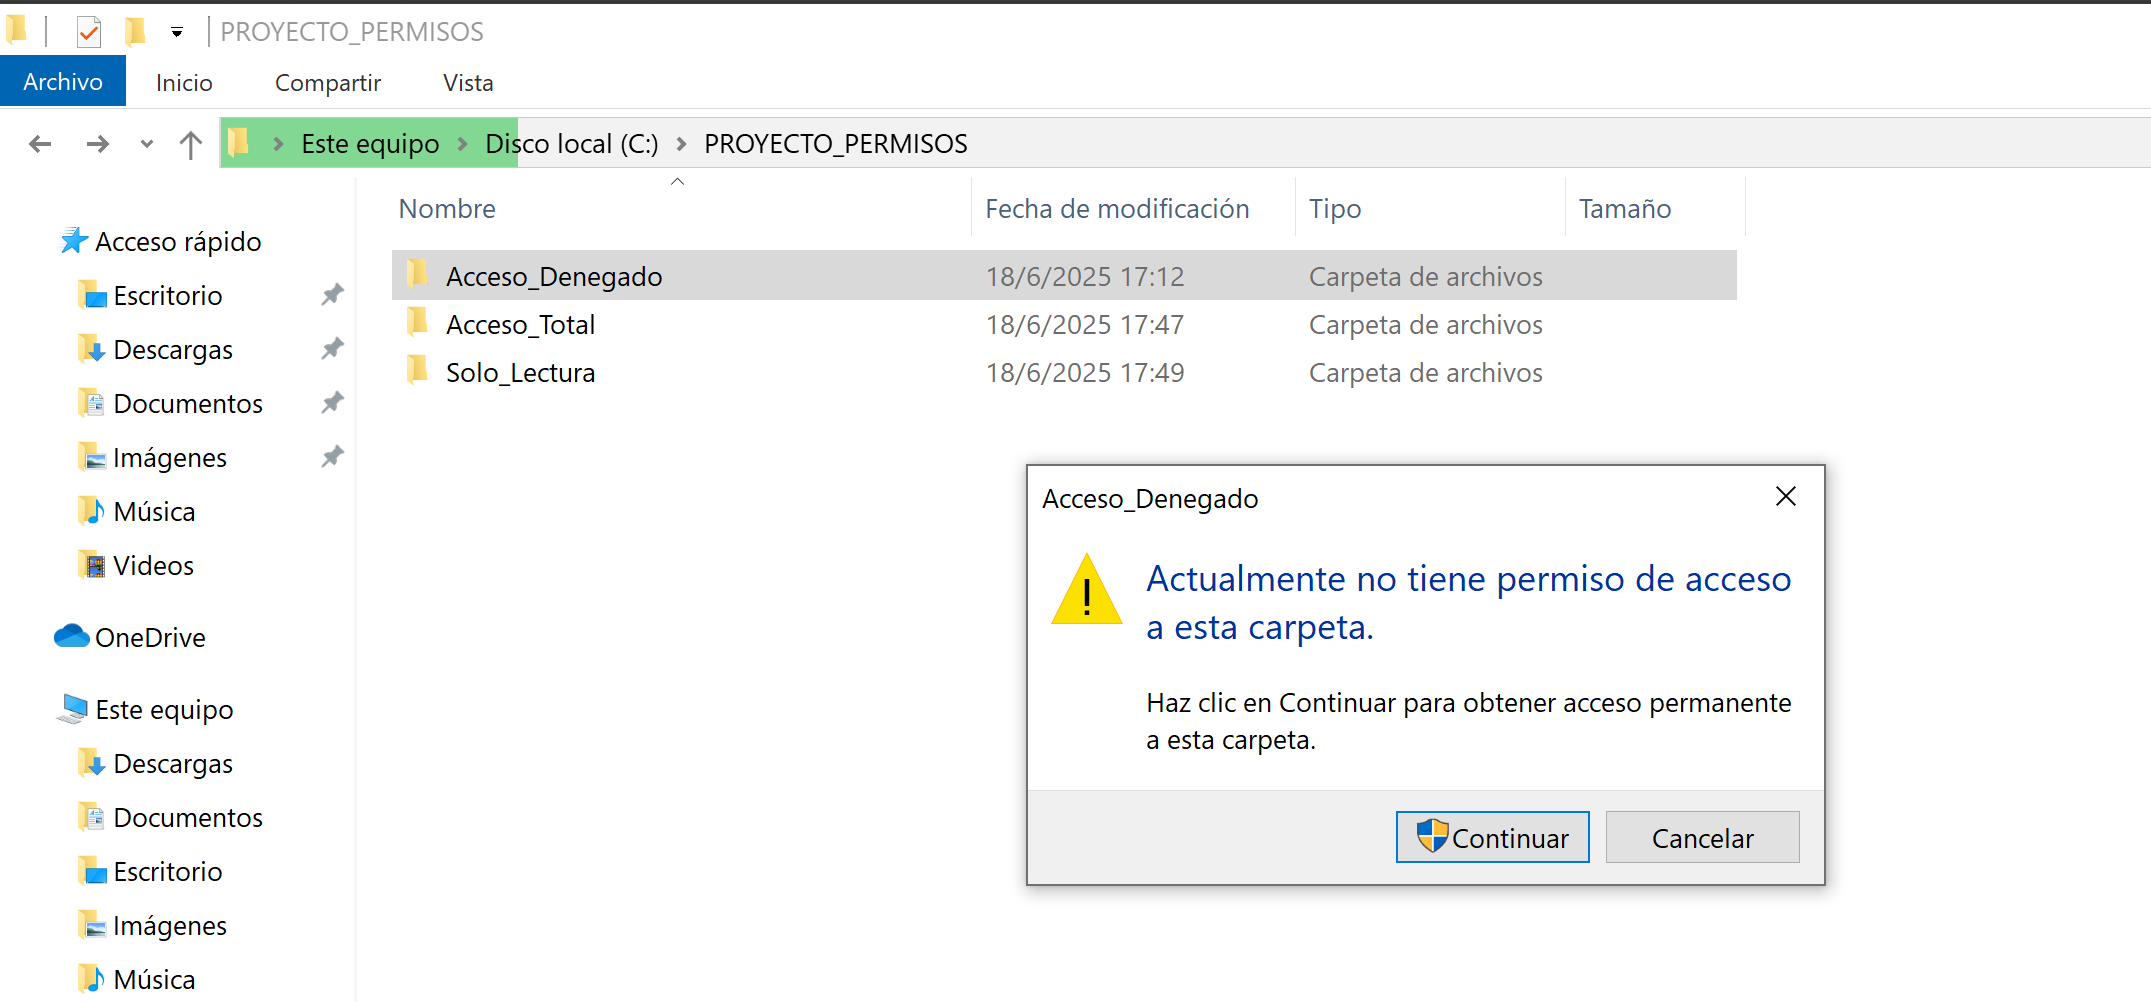 PROYECTO_PERMISOS
Archivo Inicio Compartir Vista
Este equipo Disco local (C:) PROYECTO_PERMISOS
Nombre Fecha de modificación Tipo Tamaño
Acceso rápido
Escritorio
Descargas
Documentos
Imágenes
Música
Videos
OneDrive
Este equipo
Descargas
Documentos
Escritorio
Imágenes
Música
Acceso_Denegado 18/6/2025 17:12 Carpeta de archivos
Acceso_Total 18/6/2025 17:47 Carpeta de archivos
Solo_Lectura 18/6/2025 17:49 Carpeta de archivos
Acceso_Denegado
Actualmente no tiene permiso de acceso
a esta carpeta.
Haz clic en Continuar para obtener acceso permanente
a esta carpeta.
Continuar Cancelar